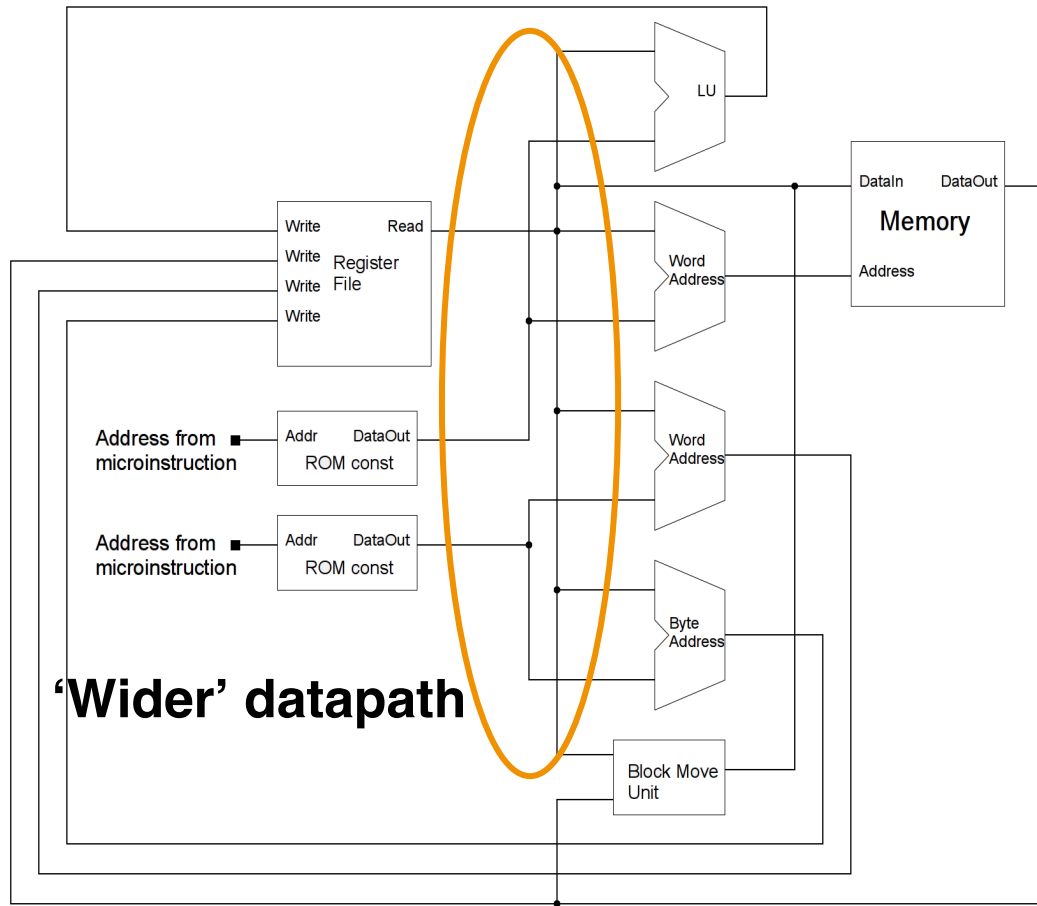 LU
DataIn DataOut
Memory
Address
Write Read
Write
Register
File
Write
Write
Word
Address
Address from
microinstruction
Addr DataOut
ROM const
Word
Address
Address from
microinstruction
Addr DataOut
ROM const
Byte
Address
‘Wider’ datapath
Block Move
Unit